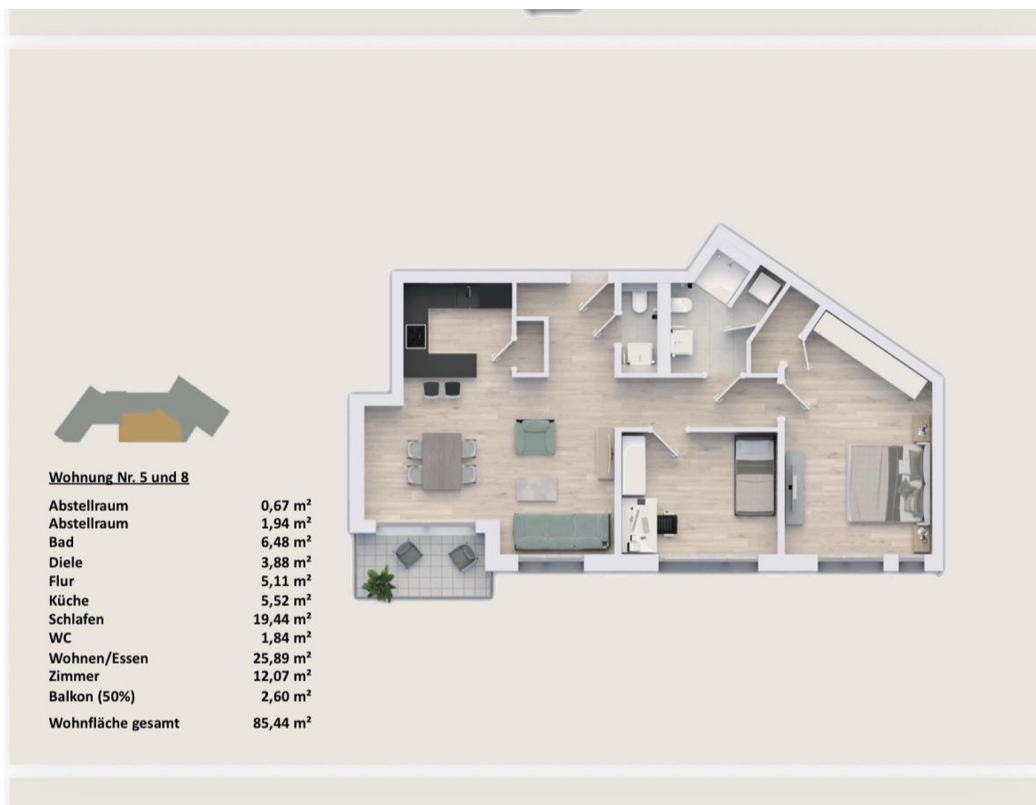 Wohnung Nr. 5 und 8
Abstellraum 0,67 m²
Abstellraum 1,94 m²
Bad 6,48 m²
Diele 3,88 m²
Flur 5,11 m²
Küche 5,52 m²
Schlafen 19,44 m²
WC 1,84 m²
Wohnen/Essen 25,89 m²
Zimmer 12,07 m²
Balkon (50%) 2,60 m²
Wohnfläche gesamt 85,44 m²